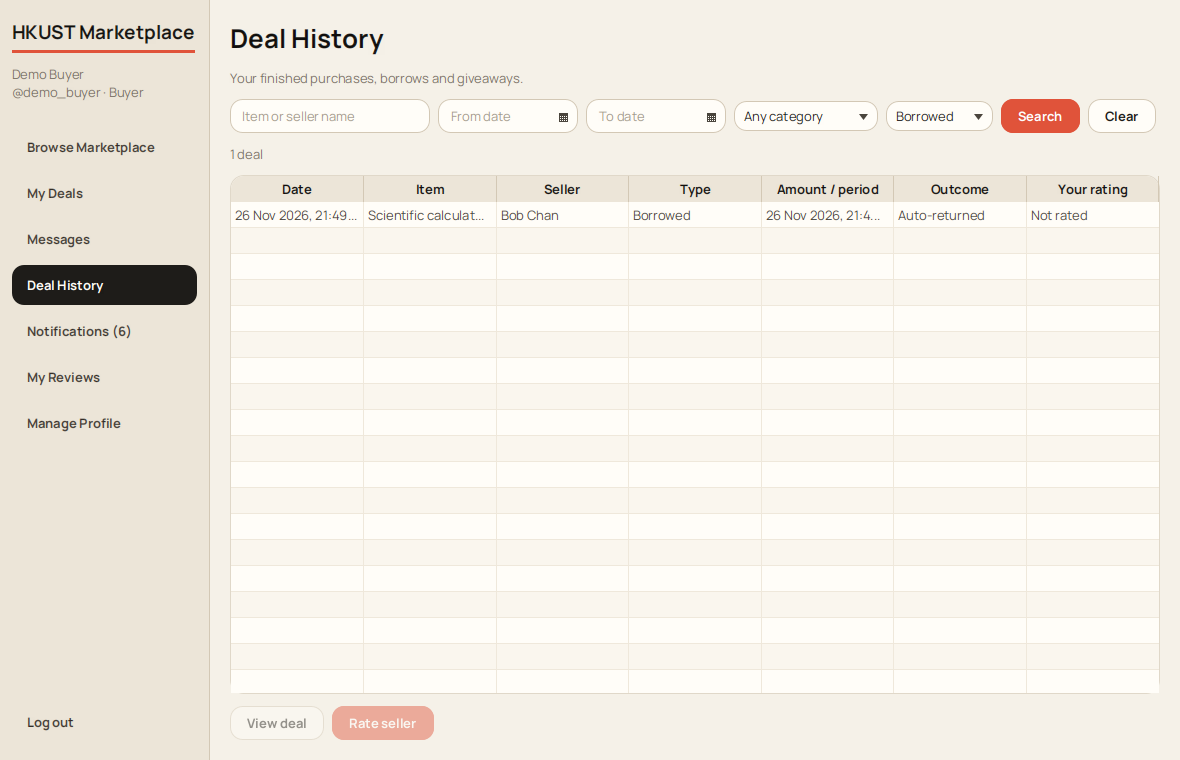 HKUST Marketplace
Demo Buyer
@demo_buyer · Buyer
Browse Marketplace
My Deals
Messages
Deal History
Notifications (6)
My Reviews
Manage Profile
Log out
Deal History
Your finished purchases, borrows and giveaways.
Item or seller name From date To date Any category Borrowed Search Clear
1 deal
Date Item Seller Type Amount / period Outcome Your rating
26 Nov 2026, 21:49... Scientific calculat... Bob Chan Borrowed 26 Nov 2026, 21:4... Auto-returned Not rated
View deal Rate seller